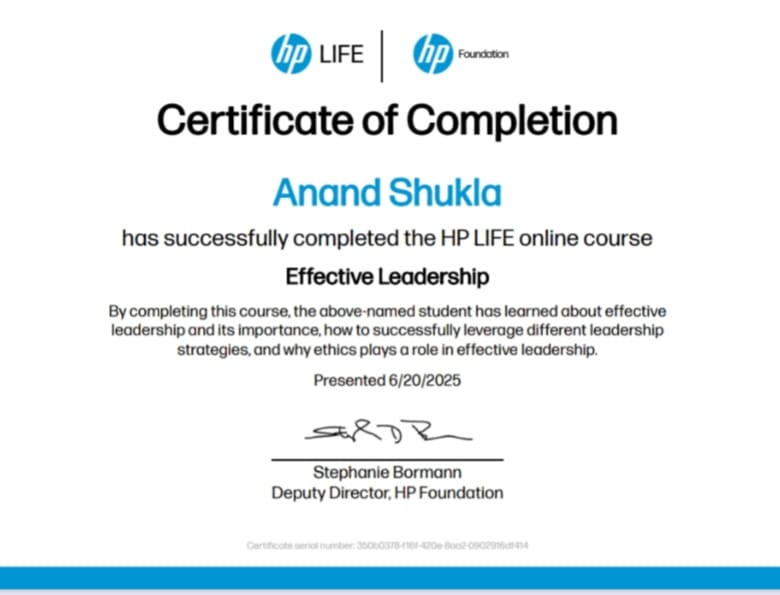 hp LIFE | hp Foundation
Certificate of Completion
Anand Shukla
has successfully completed the HP LIFE online course
Effective Leadership
By completing this course, the above-named student has learned about effective
leadership and its importance, how to successfully leverage different leadership
strategies, and why ethics plays a role in effective leadership.
Presented 6/20/2025
Stephanie Bormann
Deputy Director, HP Foundation
Certificate serial number: 350b0378-f16f-420e-8aa2-0902916df414